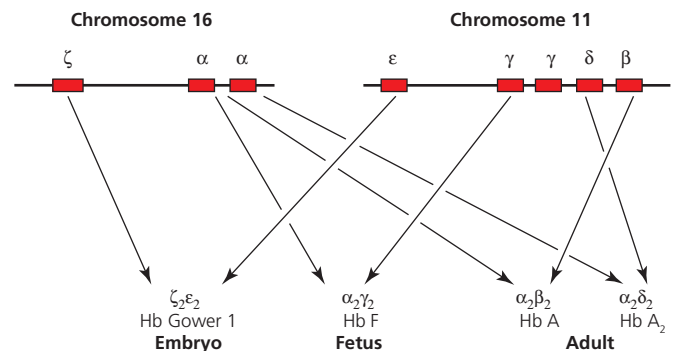 Chromosome 16 Chromosome 11
ζ α α ε γ γ δ β
ζ₂ε₂ α₂γ₂ α₂β₂ α₂δ₂
Hb Gower 1 Hb F Hb A Hb A₂
Embryo Fetus Adult